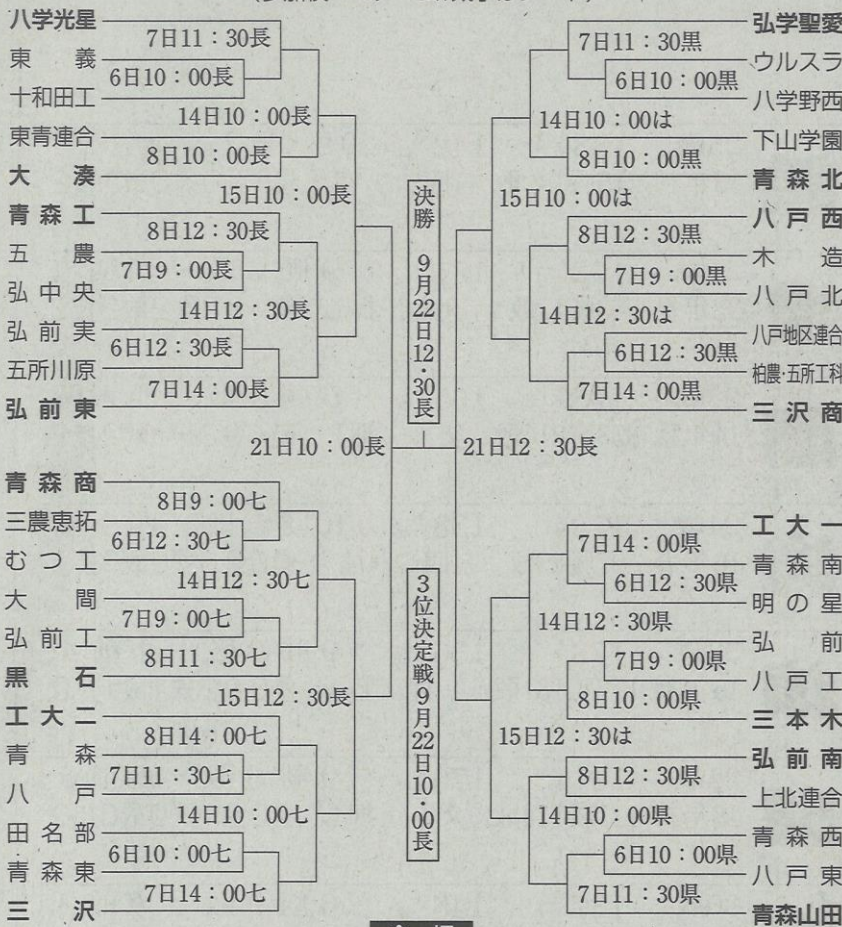 八学光星
7日11：30長
東義
6日10：00長
十和田工
14日10：00長
東青連合
8日10：00長
大湊
15日10：00長
青森工
8日12：30長
五農
7日9：00長
弘中央
14日12：30長
弘前実
6日12：30長
五所川原
7日14：00長
弘前東
21日10：00長
青森商
8日9：00七
三農恵拓
6日12：30七
むつ工
14日12：30七
大間
7日9：00七
弘前工
8日11：30七
黒石
15日12：30長
工大二
8日14：00七
青森
7日11：30七
八戸
14日10：00七
田名部
6日10：00七
青森東
7日14：00七
三沢
決勝 9月22日12・30長
3位決定戦9月22日10・00長
弘学聖愛
7日11：30黒
ウルスラ
6日10：00黒
八学野西
14日10：00は
下山学園
8日10：00黒
青森北
15日10：00は
八戸西
8日12：30黒
木造
7日9：00黒
八戸北
14日12：30は
八戸地区連合
6日12：30黒
柏農・五所工科
7日14：00黒
三沢商
21日12：30長
工大一
7日14：00県
青森南
6日12：30県
明の星
14日12：30県
弘前
7日9：00県
八戸工
8日10：00県
三本木
15日12：30は
弘前南
8日12：30県
上北連合
14日10：00県
青森西
6日10：00県
八戸東
7日11：30県
青森山田